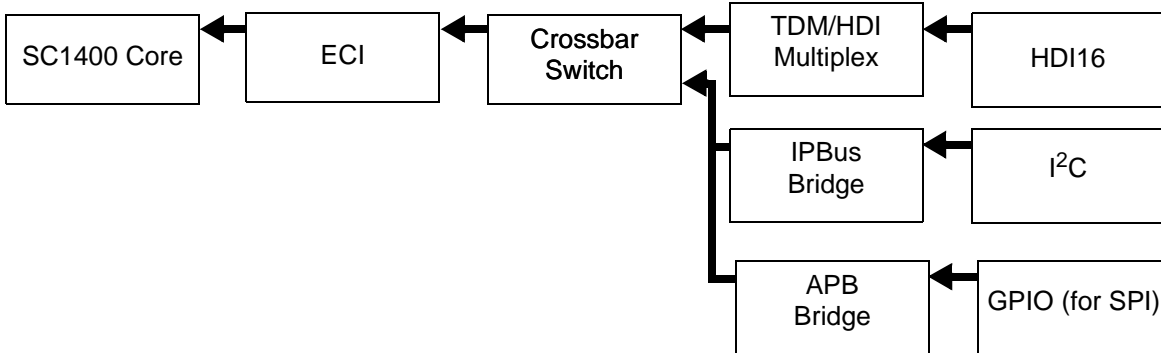 SC1400 Core
ECI
Crossbar
Switch
TDM/HDI
Multiplex
HDI16
IPBus
Bridge
I²C
APB
Bridge
GPIO (for SPI)